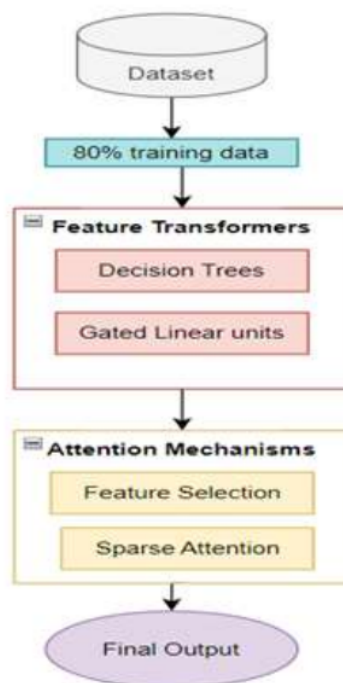 Dataset
80% training data
Feature Transformers
Decision Trees
Gated Linear units
Attention Mechanisms
Feature Selection
Sparse Attention
Final Output